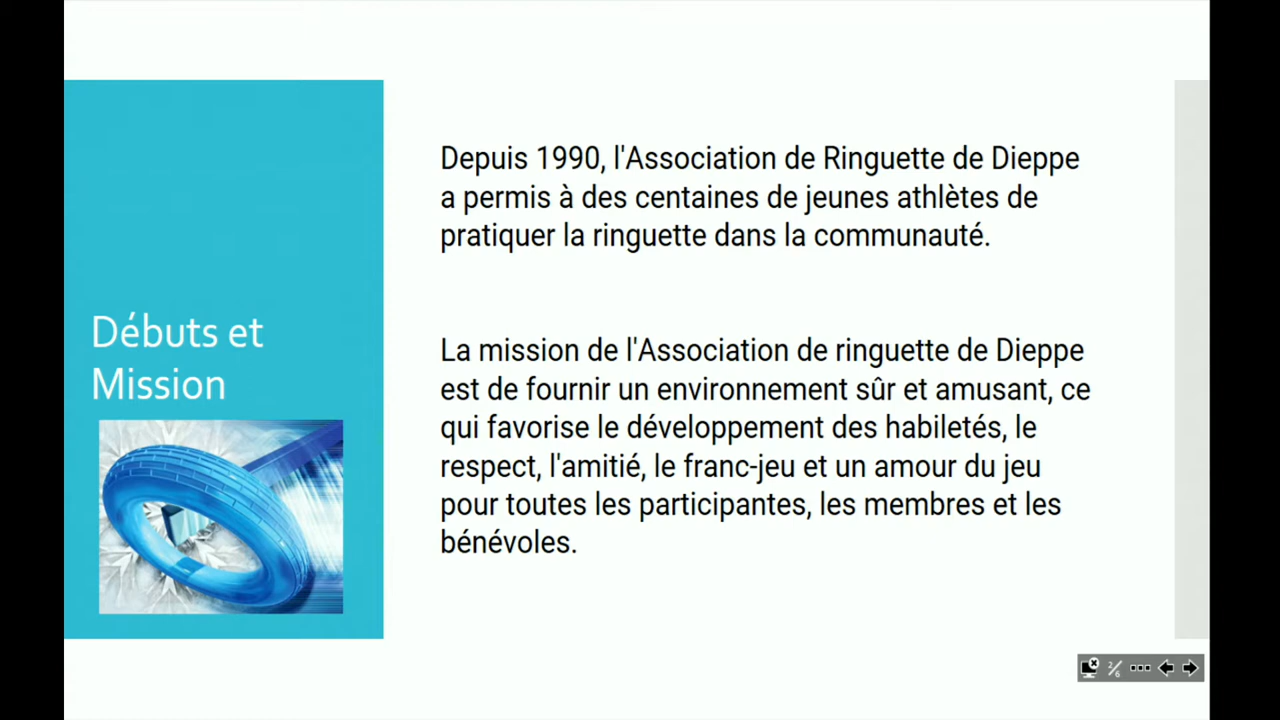 Débuts et
Mission
Depuis 1990, l'Association de Ringuette de Dieppe
a permis à des centaines de jeunes athlètes de
pratiquer la ringuette dans la communauté.
La mission de l'Association de ringuette de Dieppe
est de fournir un environnement sûr et amusant, ce
qui favorise le développement des habiletés, le
respect, l'amitié, le franc-jeu et un amour du jeu
pour toutes les participantes, les membres et les
bénévoles.
2/6